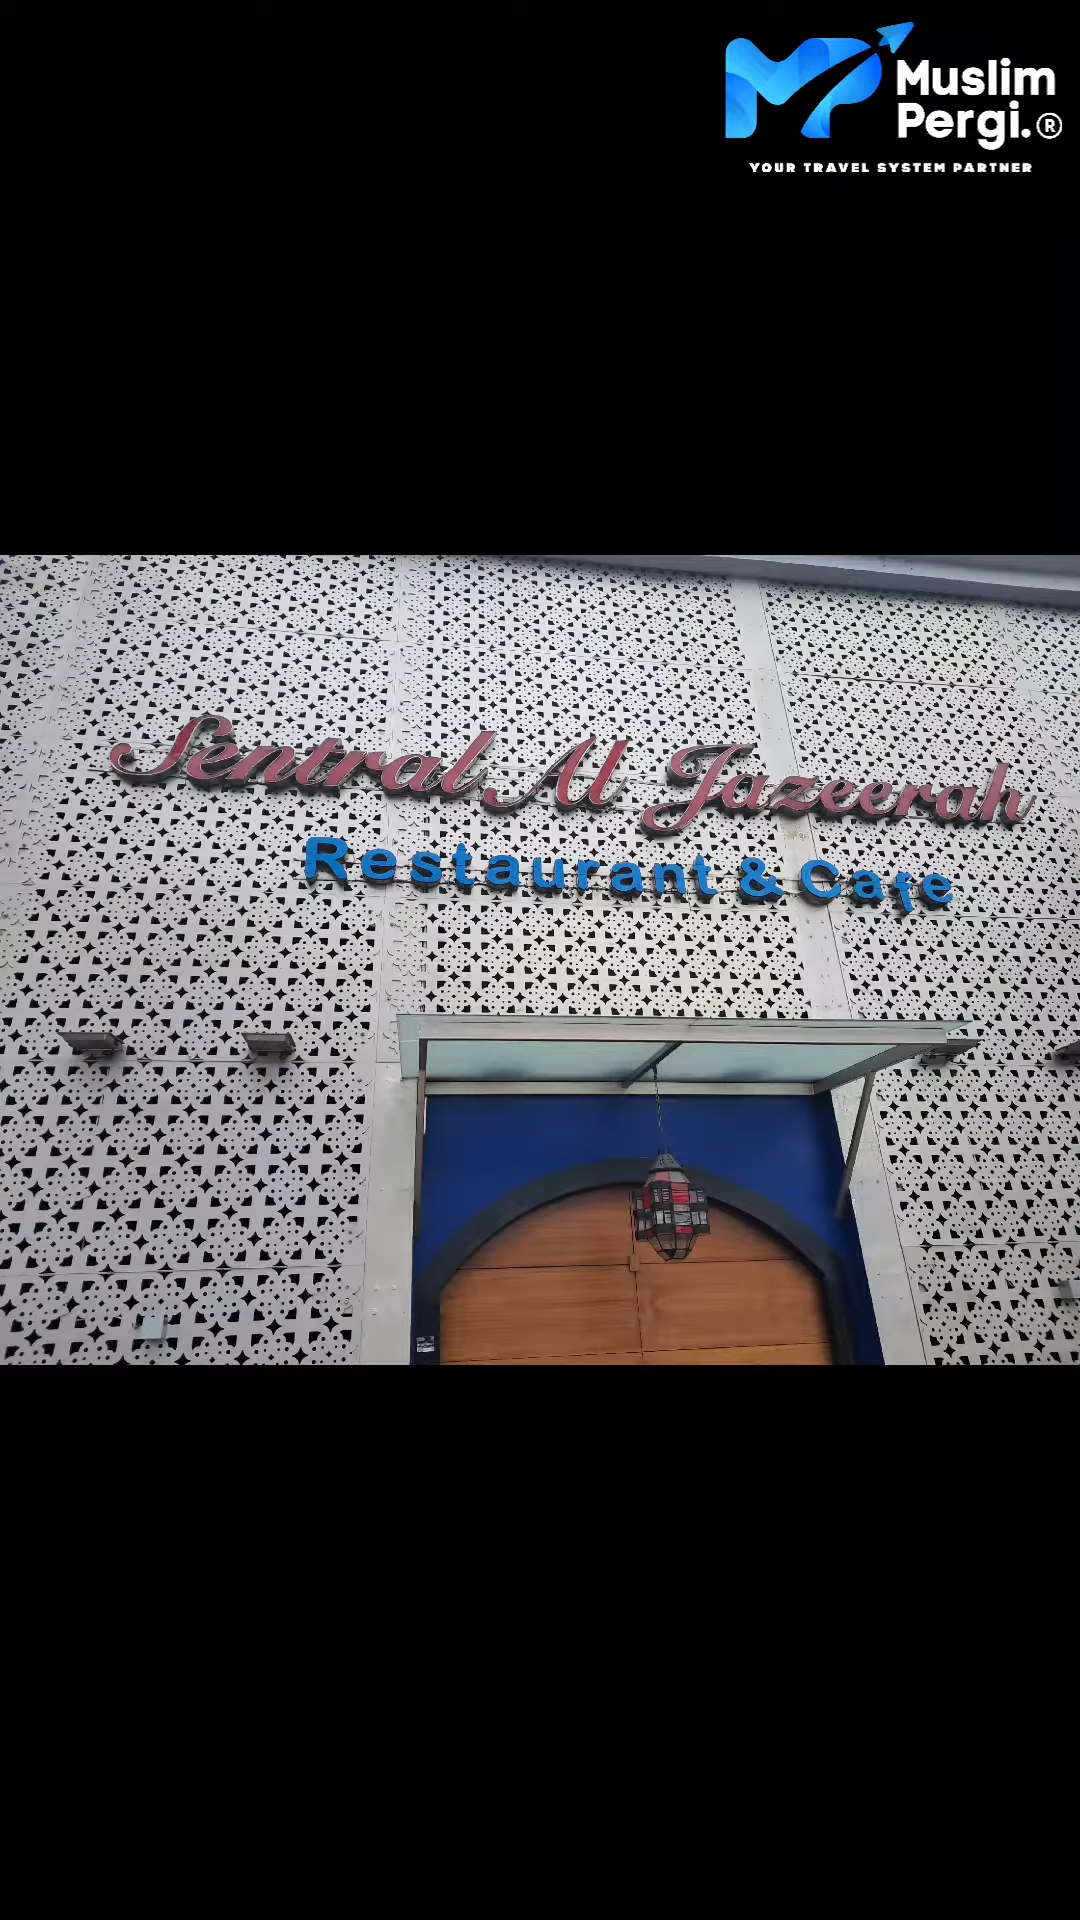 Muslim
Pergi.®
YOUR TRAVEL SYSTEM PARTNER
Sentral Al Jazeerah
Restaurant & Cafe